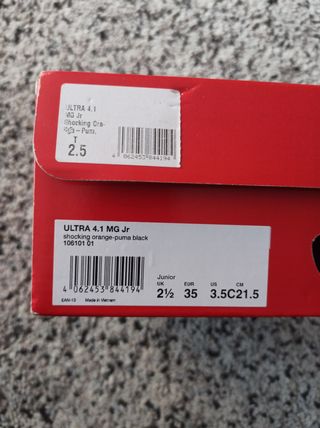 ULTRA 4.1
MG Jr
Shocking Ora-
nge-Puma
T
2.5
4 062453 844194
ULTRA 4.1 MG Jr
shocking orange-puma black
106101 01
Junior
UK EUR US CM
2½ 35 3.5C 21.5
4 062453 844194
EAN-13 Made in Vietnam